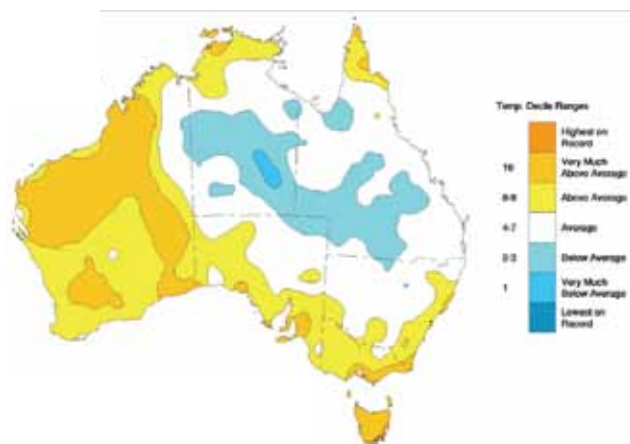 Temp. Decile Ranges
Highest on
Record
10
Very Much
Above Average
8-9
Above Average
4-7
Average
2-3
Below Average
1
Very Much
Below Average
Lowest on
Record